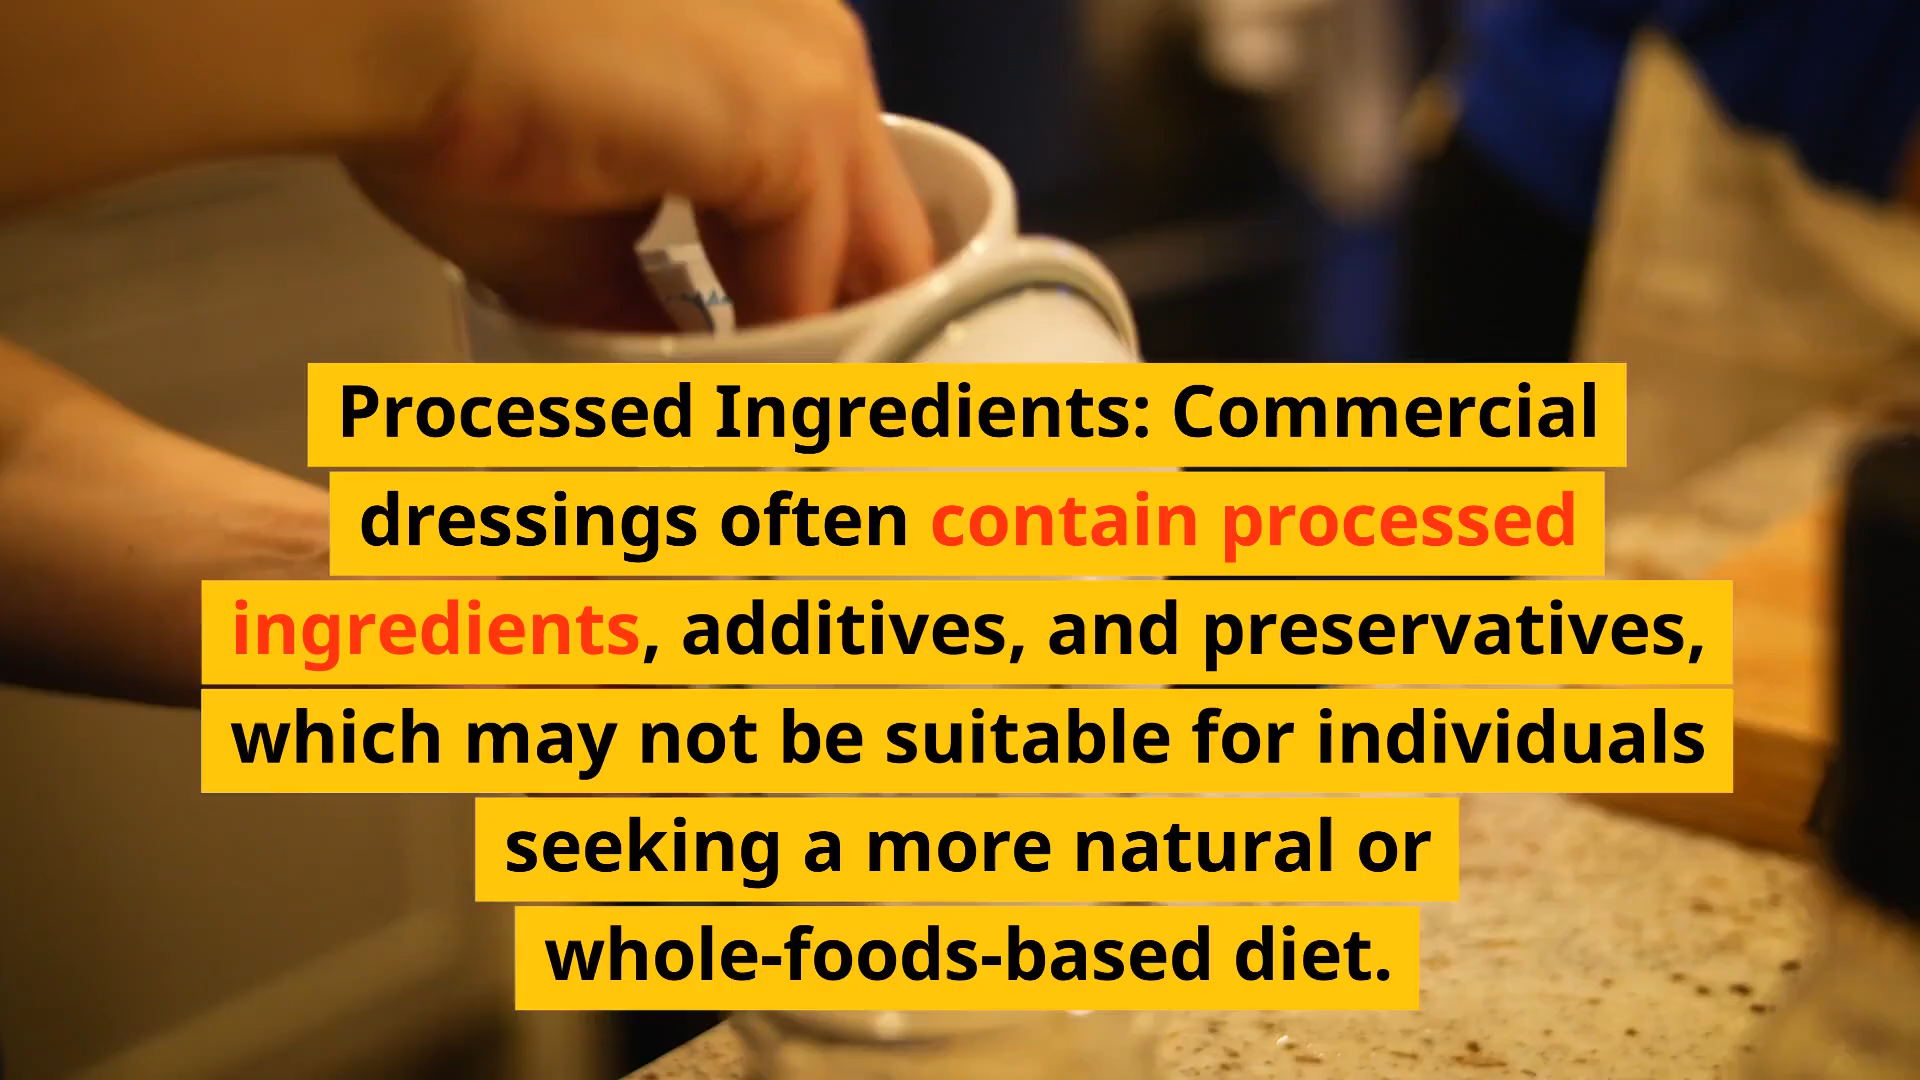 Processed Ingredients: Commercial
dressings often contain processed
ingredients, additives, and preservatives,
which may not be suitable for individuals
seeking a more natural or
whole-foods-based diet.